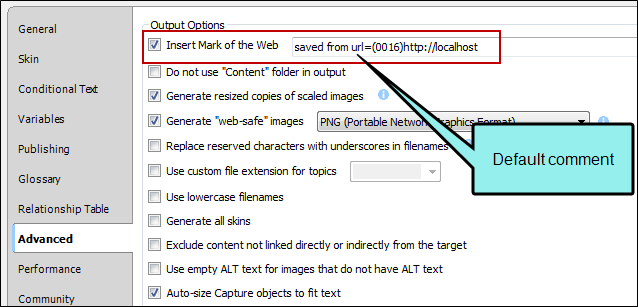 General
Skin
Conditional Text
Variables
Publishing
Glossary
Relationship Table
Advanced
Performance
Community
Output Options
Insert Mark of the Web saved from url=(0016)http://localhost
Do not use "Content" folder in output
Generate resized copies of scaled images
Generate "web-safe" images PNG (Portable Network Graphics Format)
Replace reserved characters with underscores in filenames
Use custom file extension for topics
Use lowercase filenames
Generate all skins
Exclude content not linked directly or indirectly from the target
Use empty ALT text for images that do not have ALT text
Auto-size Capture objects to fit text
Default comment